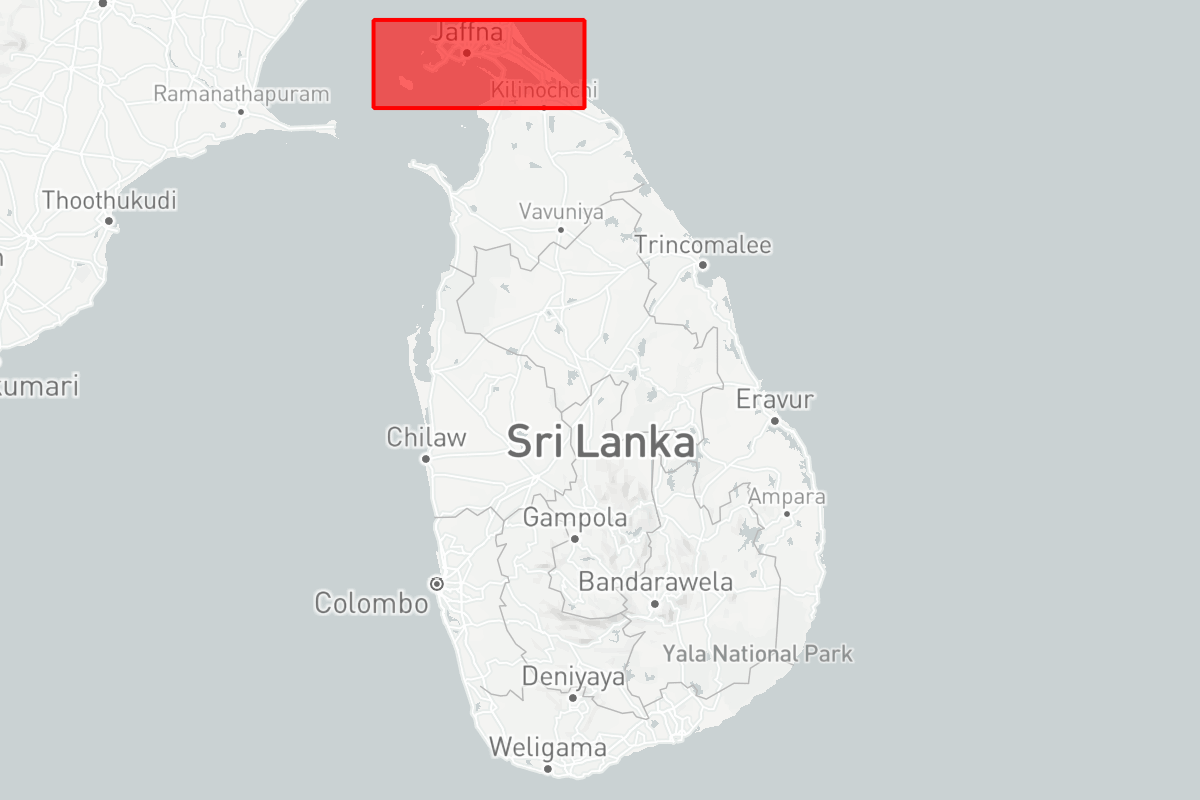 Jaffna
Kilinochchi
Ramanathapuram
Thoothukudi
Vavuniya
Trincomalee
kumari
Eravur
Chilaw
Sri Lanka
Ampara
Gampola
Bandarawela
Colombo
Yala National Park
Deniyaya
Weligama